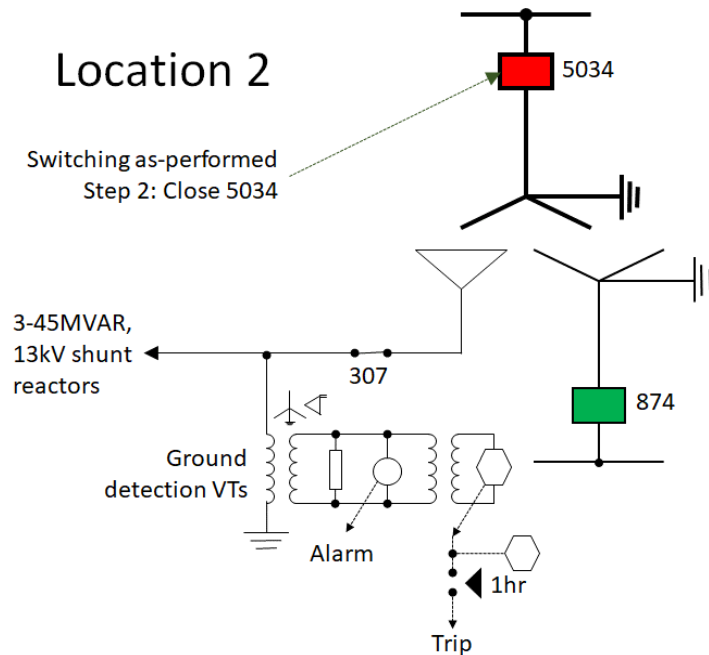 Location 2
5034
Switching as-performed
Step 2: Close 5034
3-45MVAR,
13kV shunt
reactors
307
874
Ground
detection VTs
Alarm
1hr
Trip